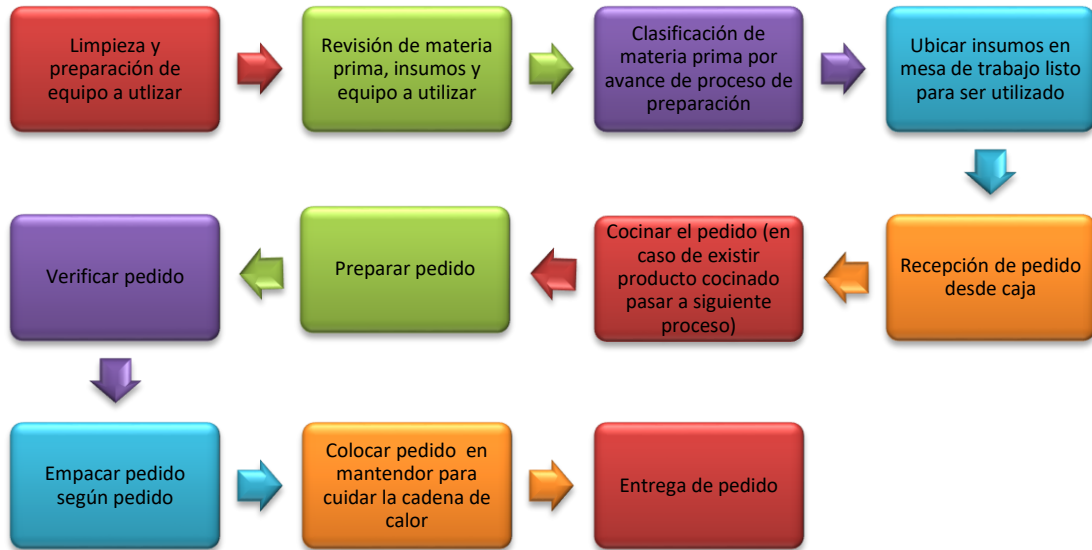 Limpieza y
preparación de
equipo a utlizar
Revisión de materia
prima, insumos y
equipo a utilizar
Clasificación de
materia prima por
avance de proceso de
preparación
Ubicar insumos en
mesa de trabajo listo
para ser utilizado
Recepción de pedido
desde caja
Cocinar el pedido (en
caso de existir
producto cocinado
pasar a siguiente
proceso)
Preparar pedido
Verificar pedido
Empacar pedido
según pedido
Colocar pedido en
mantendor para
cuidar la cadena de
calor
Entrega de pedido